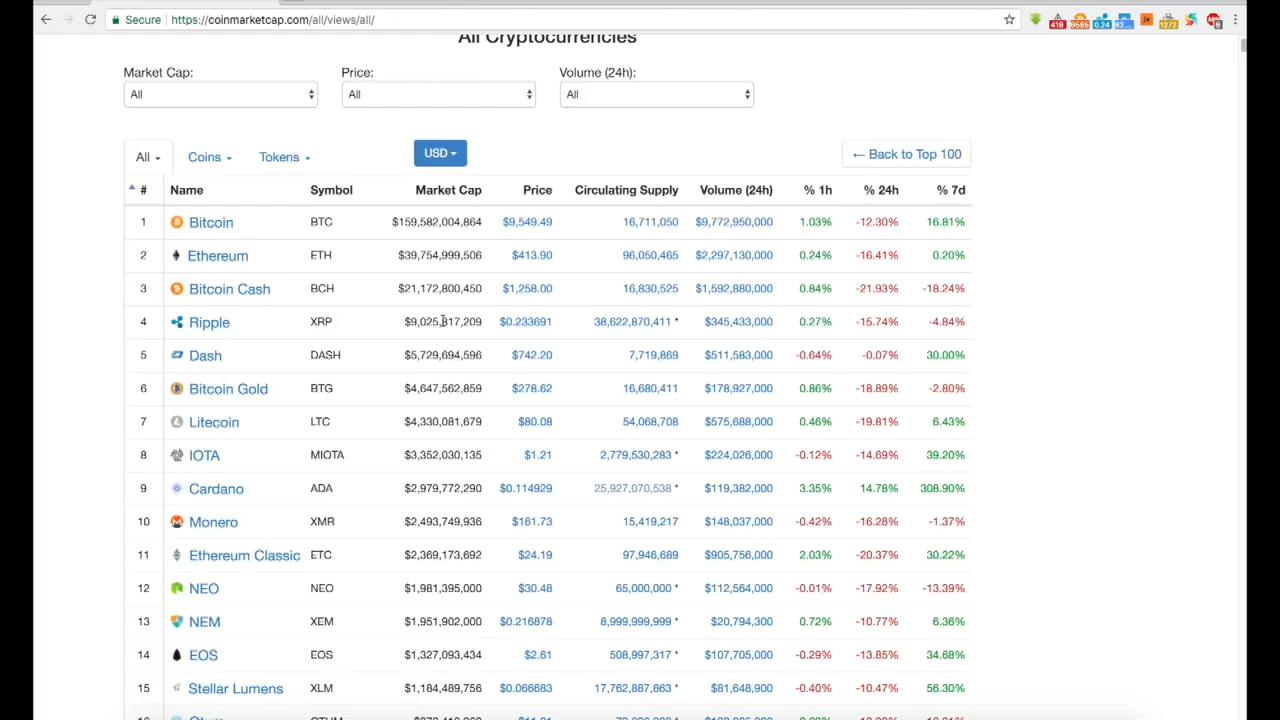 Secure https://coinmarketcap.com/all/views/all/ 419 9585 0.24 82... JX 1272 ABP 0
All Cryptocurrencies
Market Cap: Price: Volume (24h):
All All All
All Coins Tokens USD ← Back to Top 100
# Name Symbol Market Cap Price Circulating Supply Volume (24h) % 1h % 24h % 7d
1 Bitcoin BTC $159,582,004,864 $9,549.49 16,711,050 $9,772,950,000 1.03% -12.30% 16.81%
2 Ethereum ETH $39,754,999,506 $413.90 96,050,465 $2,297,130,000 0.24% -16.41% 0.20%
3 Bitcoin Cash BCH $21,172,800,450 $1,258.00 16,830,525 $1,592,880,000 0.84% -21.93% -18.24%
4 Ripple XRP $9,025,817,209 $0.233691 38,622,870,411 * $345,433,000 0.27% -15.74% -4.84%
5 Dash DASH $5,729,694,596 $742.20 7,719,869 $511,583,000 -0.64% -0.07% 30.00%
6 Bitcoin Gold BTG $4,647,562,859 $278.62 16,680,411 $178,927,000 0.86% -18.89% -2.80%
7 Litecoin LTC $4,330,081,679 $80.08 54,068,708 $575,688,000 0.46% -19.81% 6.43%
8 IOTA MIOTA $3,352,030,135 $1.21 2,779,530,283 * $224,026,000 -0.12% -14.69% 39.20%
9 Cardano ADA $2,979,772,290 $0.114929 25,927,070,538 * $119,382,000 3.35% 14.78% 308.90%
10 Monero XMR $2,493,749,936 $161.73 15,419,217 $148,037,000 -0.42% -16.28% -1.37%
11 Ethereum Classic ETC $2,369,173,692 $24.19 97,946,689 $905,756,000 2.03% -20.37% 30.22%
12 NEO NEO $1,981,395,000 $30.48 65,000,000 * $112,564,000 -0.01% -17.92% -13.39%
13 NEM XEM $1,951,902,000 $0.216878 8,999,999,999 * $20,794,300 0.72% -10.77% 6.36%
14 EOS EOS $1,327,093,434 $2.61 508,997,317 * $107,705,000 -0.29% -13.85% 34.68%
15 Stellar Lumens XLM $1,184,489,756 $0.066683 17,762,887,863 * $81,648,900 -0.40% -10.47% 56.30%